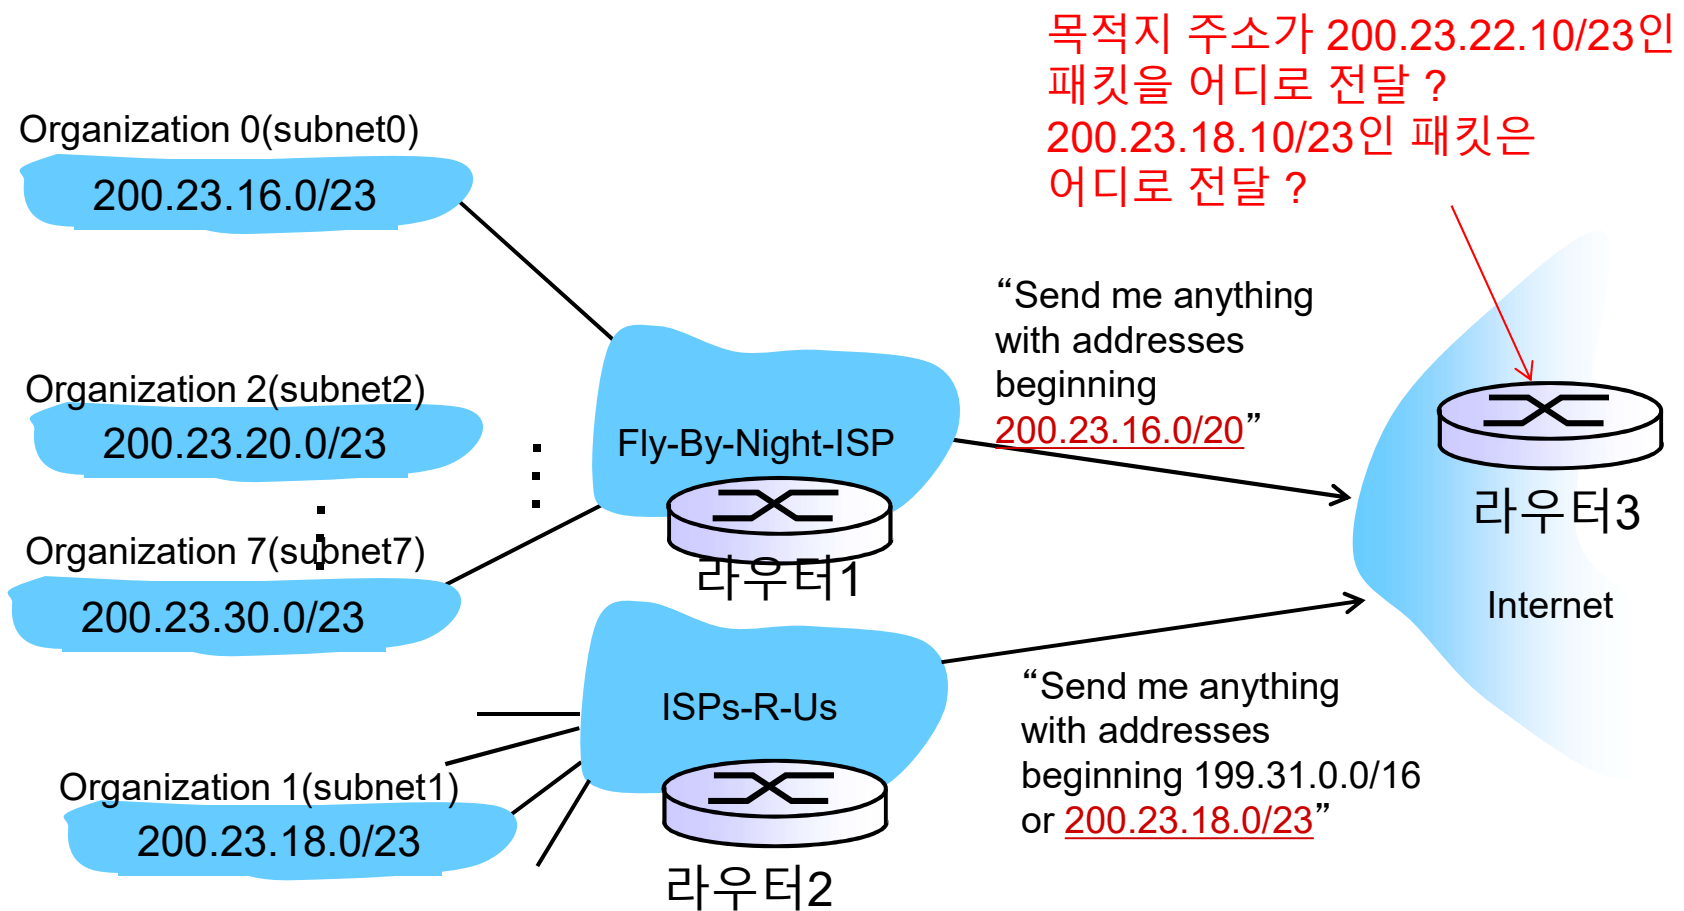 목적지 주소가 200.23.22.10/23인
패킷을 어디로 전달 ?
200.23.18.10/23인 패킷은
어디로 전달 ?
Organization 0(subnet0)
200.23.16.0/23
“Send me anything
with addresses
beginning
200.23.16.0/20”
Organization 2(subnet2)
200.23.20.0/23
Fly-By-Night-ISP
라우터1
라우터3
Organization 7(subnet7)
200.23.30.0/23
Internet
ISPs-R-Us
“Send me anything
with addresses
beginning 199.31.0.0/16
or 200.23.18.0/23”
Organization 1(subnet1)
200.23.18.0/23
라우터2